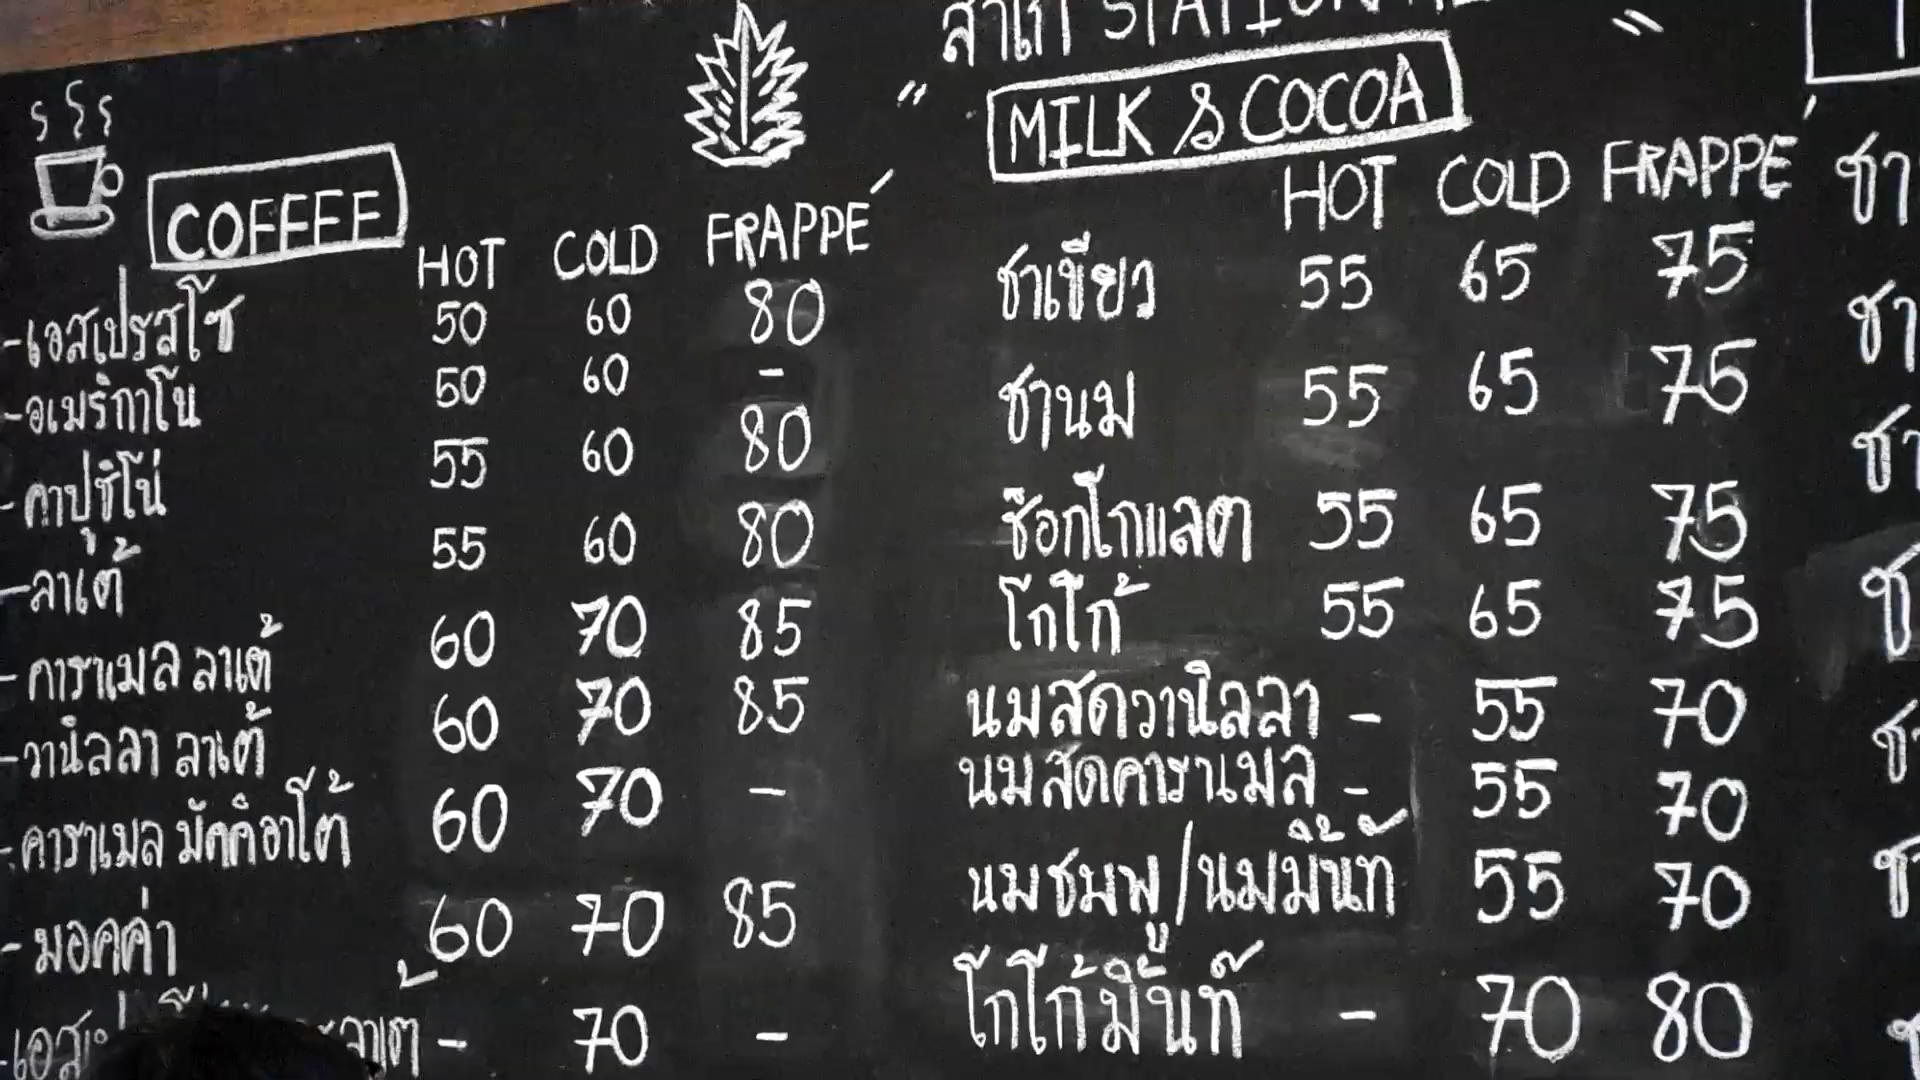 สาเก STATION
COFFEE
HOT COLD FRAPPÉ
-เอสเปรสโซ 50 60 80
-อเมริกาโน 50 60 -
-คาปูชิโน่ 55 60 80
-ลาเต้ 55 60 80
-คาราเมล ลาเต้ 60 70 85
-วานิลลา ลาเต้ 60 70 85
-คาราเมล มัคคิอาโต้ 60 70 -
-มอคค่า 60 70 85
- 70 -
" MILK & COCOA "
HOT COLD FRAPPÉ
ชาเขียว 55 65 75
ชานม 55 65 75
ช็อกโกแลต 55 65 75
โกโก้ 55 65 75
นมสดวานิลลา - 55 70
นมสดคาราเมล - 55 70
นมชมพู/นมมิ้นท์ 55 70
โกโก้มิ้นท์ - 70 80